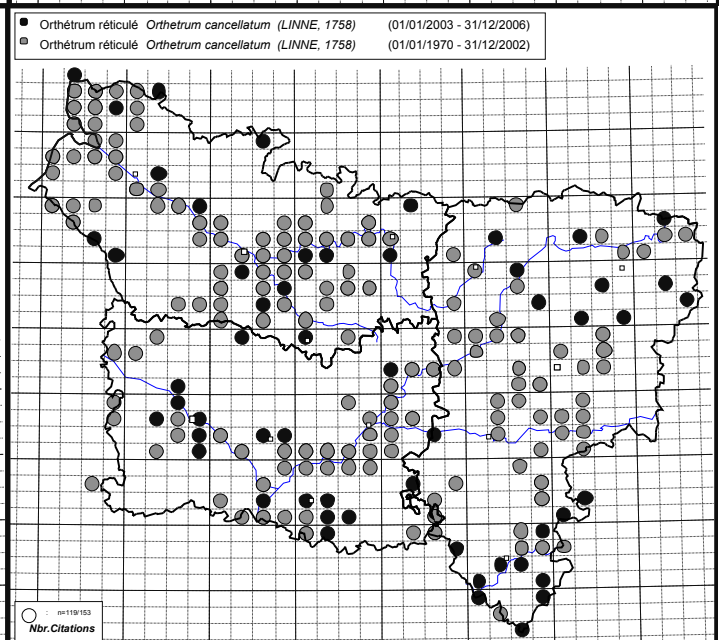 Orthétrum réticulé Orthetrum cancellatum (LINNE, 1758) (01/01/2003 - 31/12/2006)
Orthétrum réticulé Orthetrum cancellatum (LINNE, 1758) (01/01/1970 - 31/12/2002)
: n=119/153
Nbr.Citations